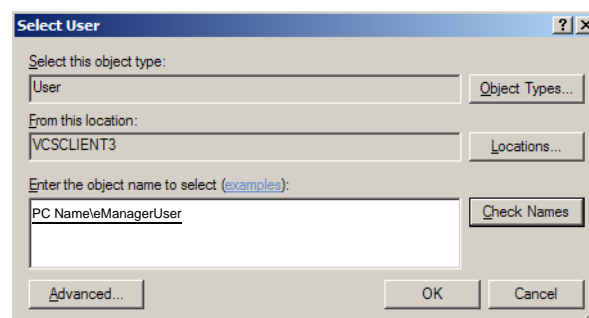 Select User
Select this object type:
User
Object Types...
From this location:
VCSCLIENT3
Locations...
Enter the object name to select (examples):
PC Name\eManagerUser
Check Names
Advanced...
OK
Cancel